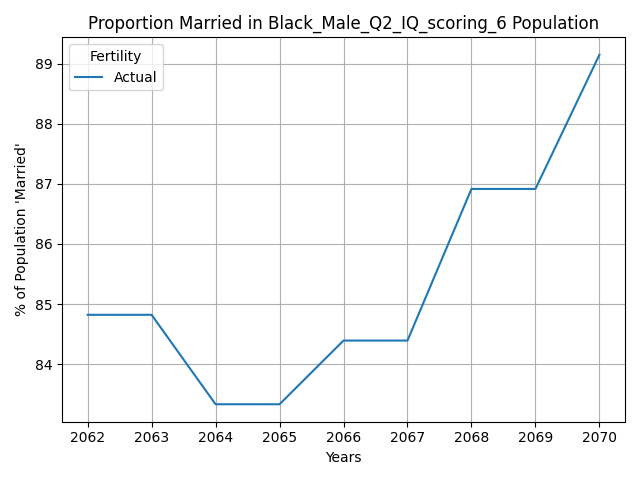 Proportion Married in Black_Male_Q2_IQ_scoring_6 Population
% of Population 'Married'
Fertility
Actual
89
88
87
86
85
84
2062 2063 2064 2065 2066 2067 2068 2069 2070
Years